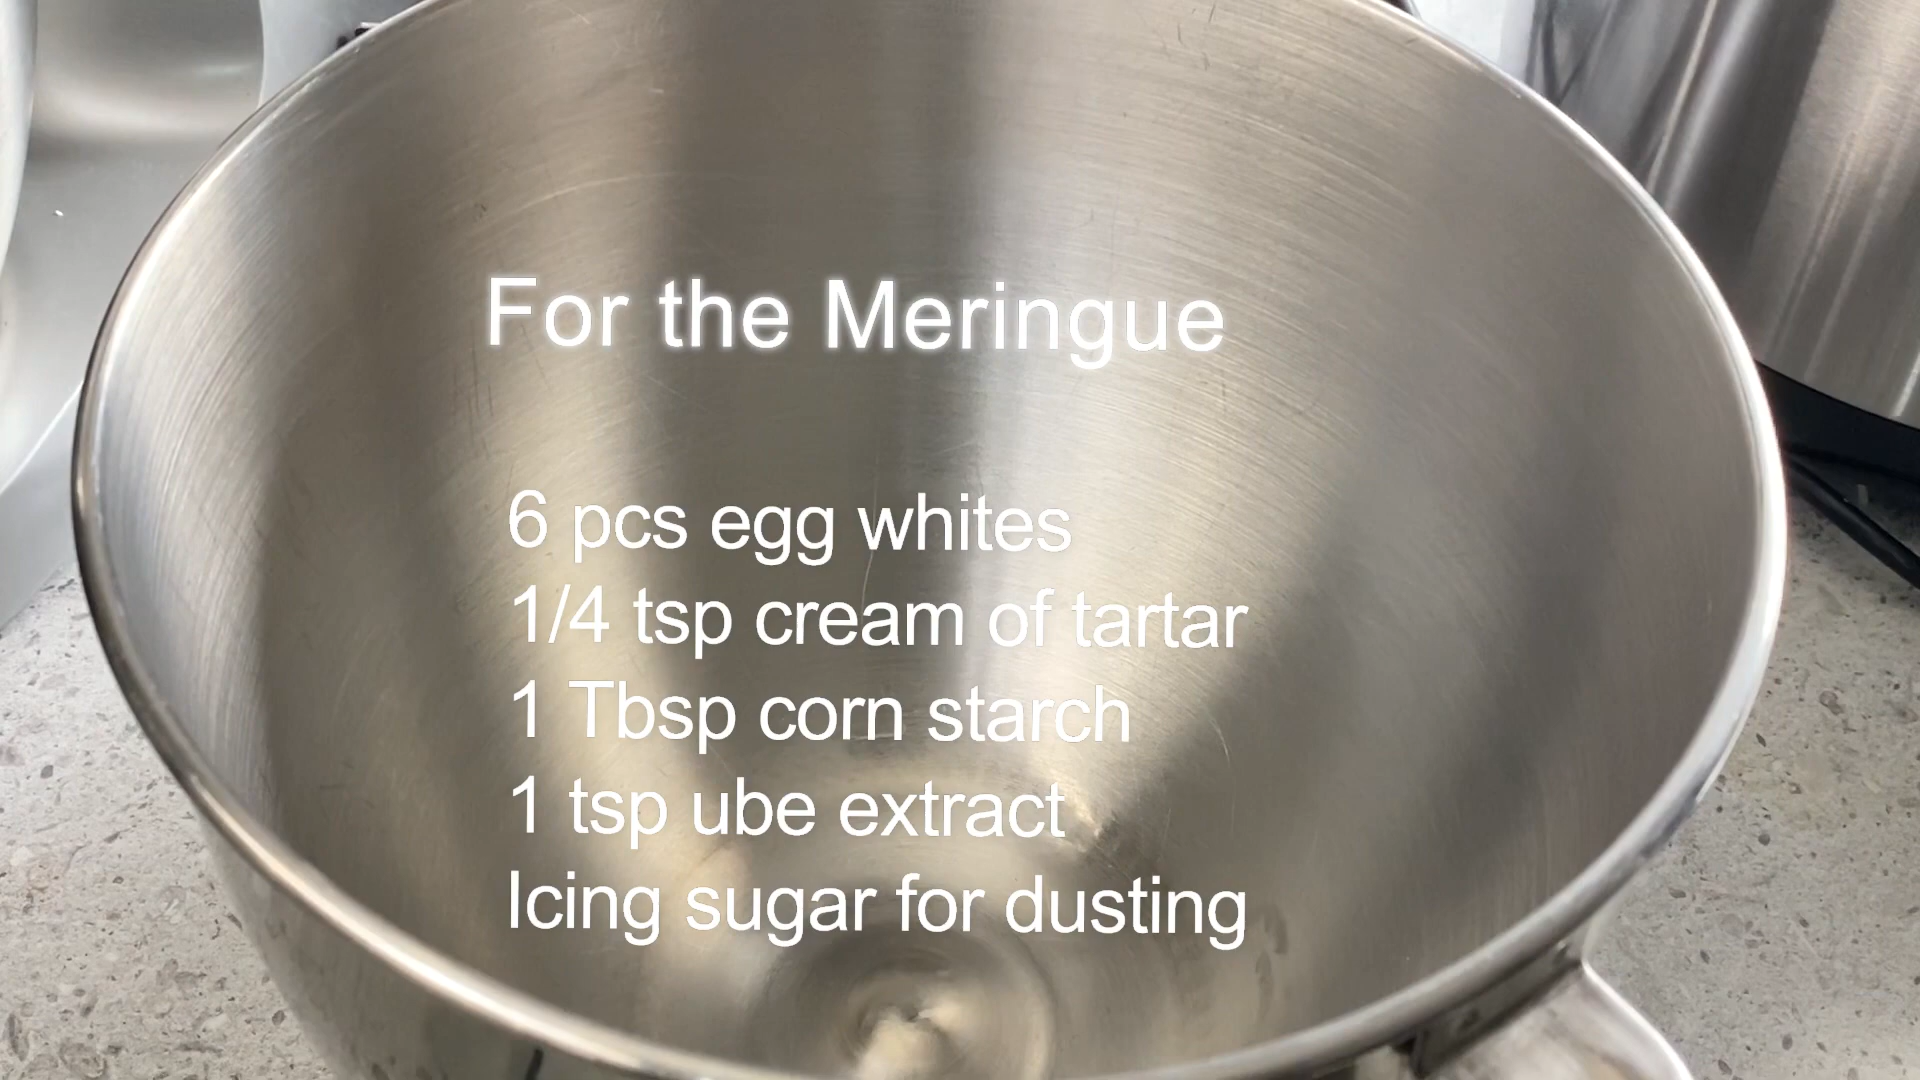 For the Meringue
6 pcs egg whites
1/4 tsp cream of tartar
1 Tbsp corn starch
1 tsp ube extract
Icing sugar for dusting